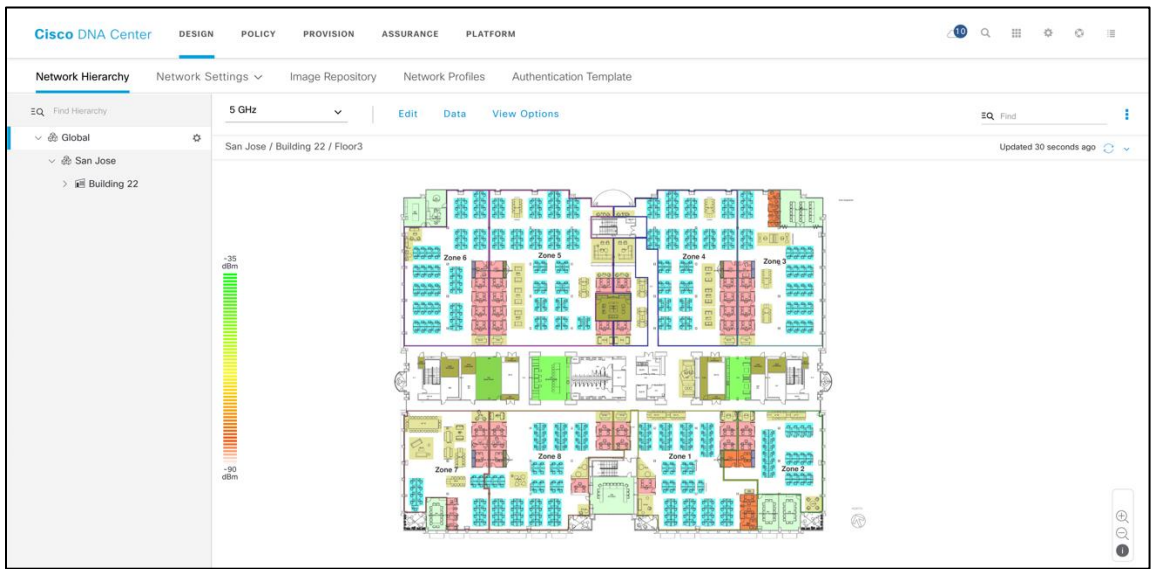 Cisco DNA Center DESIGN POLICY PROVISION ASSURANCE PLATFORM 10
Network Hierarchy Network Settings Image Repository Network Profiles Authentication Template
Find Hierarchy 5 GHz Edit Data View Options Find
Global
San Jose / Building 22 / Floor3 Updated 30 seconds ago
San Jose
Building 22
-35
dBm
Zone 6 Zone 5 Zone 4 Zone 3
-90
dBm
Zone 7 Zone 8 Zone 1 Zone 2